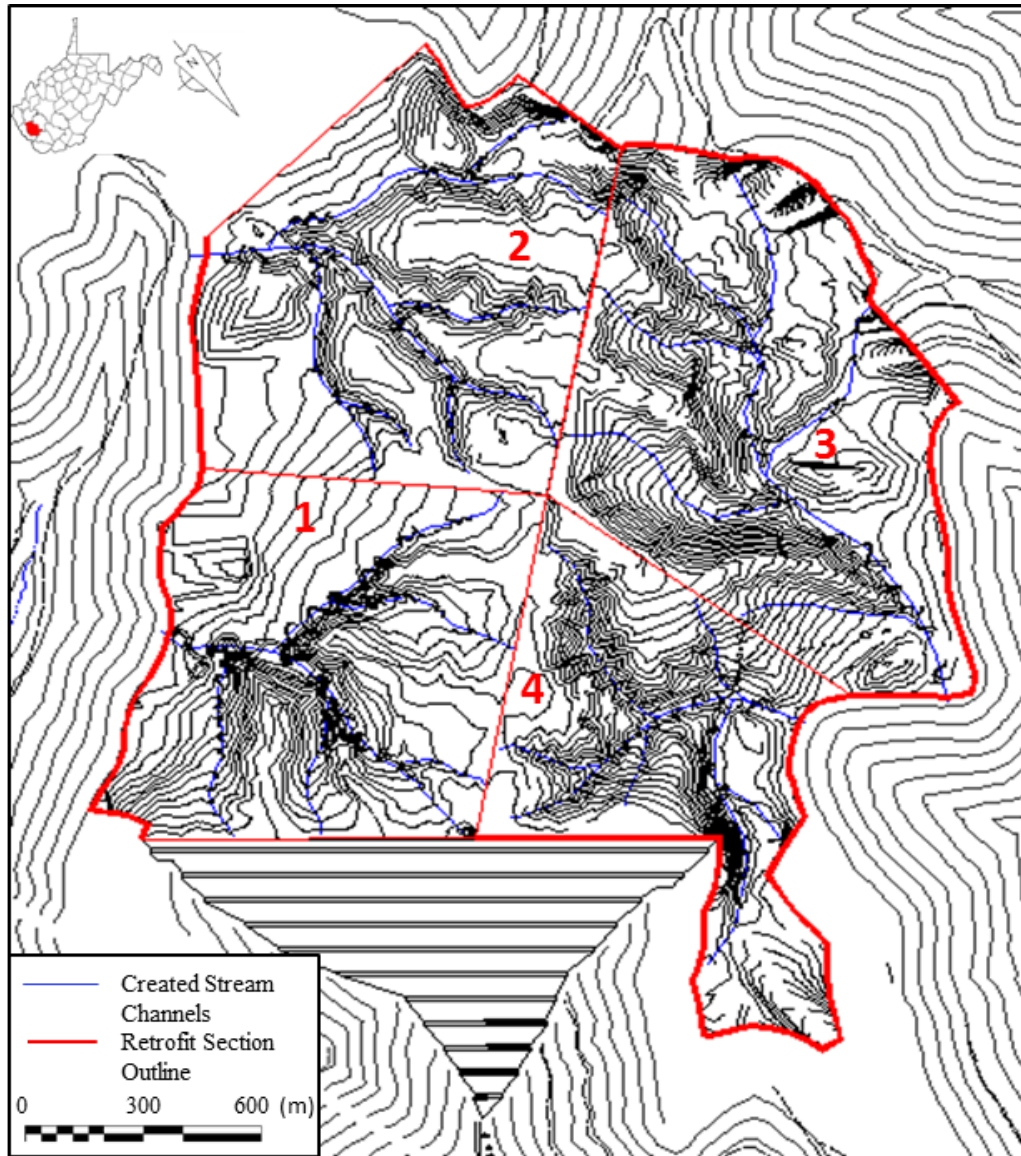 N
2
3
1
4
Created Stream
Channels
Retrofit Section
Outline
0 300 600 (m)